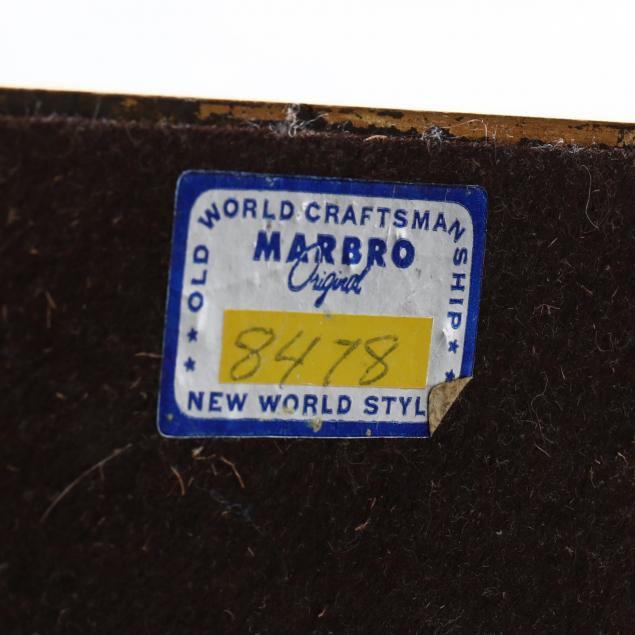 OLD WORLD CRAFTSMANSHIP
MARBRO
Original
8478
NEW WORLD STYL